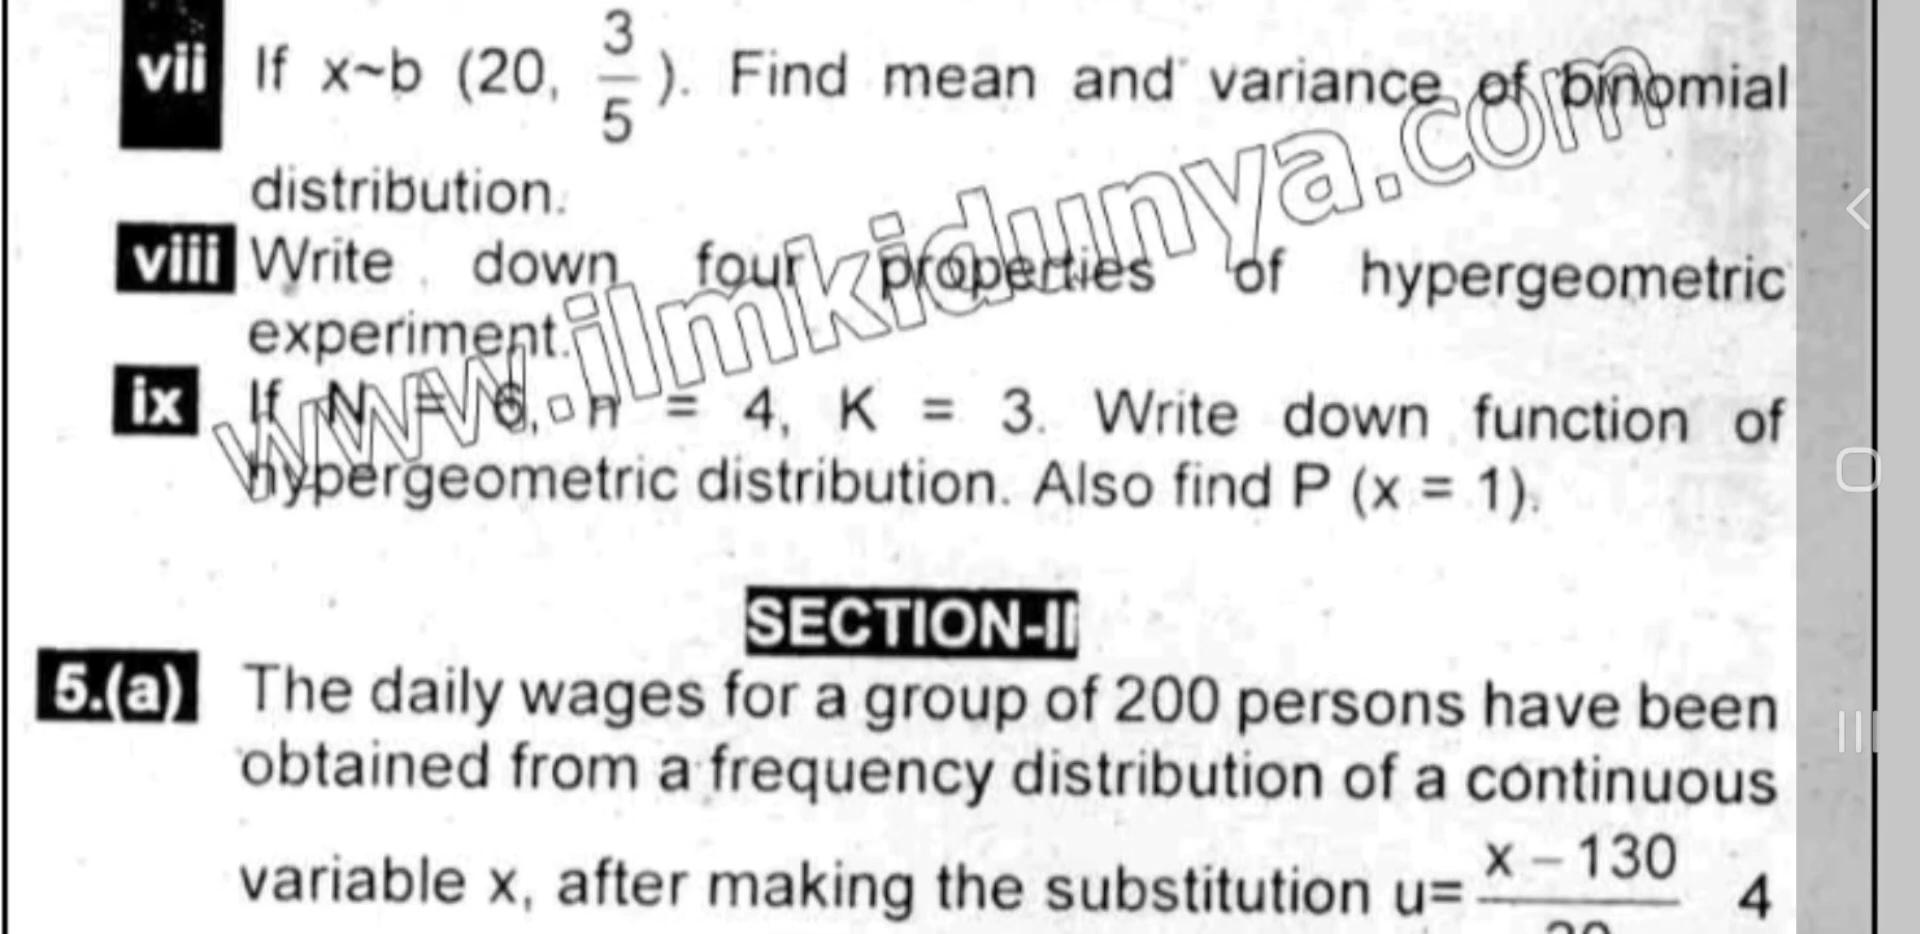 vii If x~b (20, 3/5). Find mean and variance of binomial
distribution.
viii Write down four properties of hypergeometric
experiment.
ix If N = 6, n = 4, K = 3. Write down function of
hypergeometric distribution. Also find P (x = 1).
www.ilmkidunya.com
SECTION-II
5.(a) The daily wages for a group of 200 persons have been
obtained from a frequency distribution of a continuous
variable x, after making the substitution u= x – 130 4